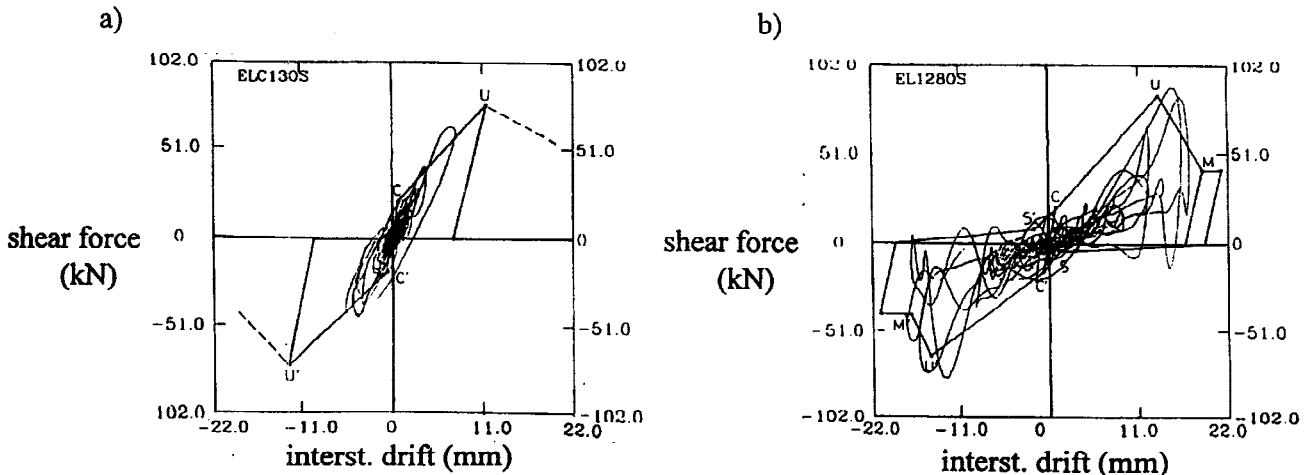 a)
102.0
ELC130S
102.0
U
51.0
51.0
C
shear force
(kN)
0
0
C'
-51.0
-51.0
U'
102.0
-102.0
-22.0
-11.0
0
11.0
22.0
interst. drift (mm)
b)
102.0
EL1280S
102.0
U
51.0
51.0
M
C
S'
shear force
(kN)
0
0
S
C'
-51.0
M'
-51.0
U'
-102.0
-102.0
-22.0
-11.0
0
11.0
22.0
interst. drift (mm)